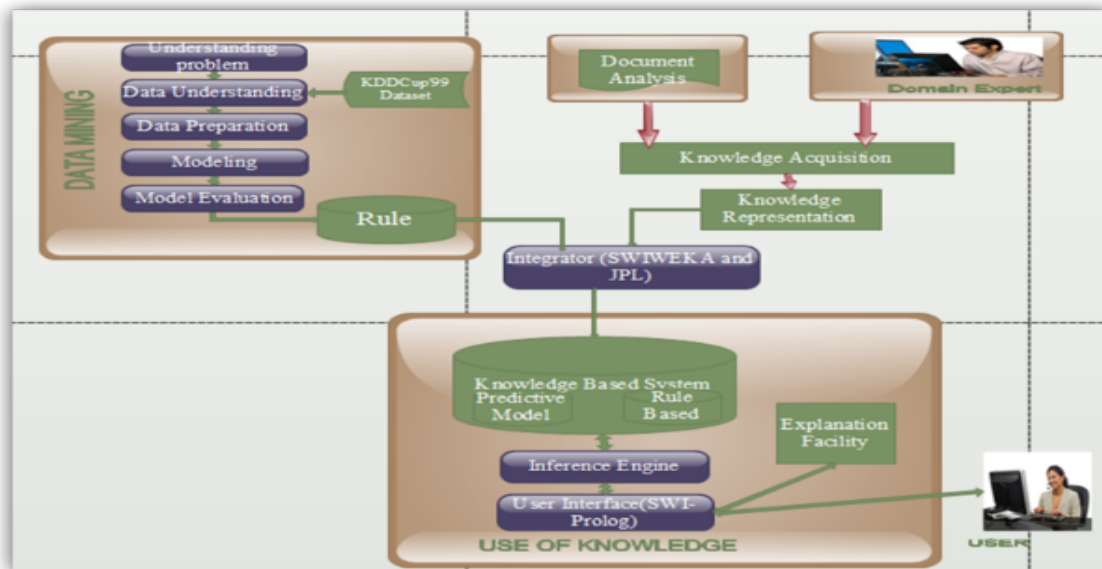 DATA MINING
Understanding
problem
Data Understanding
KDDCup'99
Dataset
Data Preparation
Modeling
Model Evaluation
Rule
Document
Analysis
Domain Expert
Knowledge Acquisition
Knowledge
Representation
Integrator (SWIWEKA and
JPL)
Knowledge Based System
Predictive
Model
Rule
Based
Explanation
Facility
Inference Engine
User Interface(SWI-
Prolog)
USE OF KNOWLEDGE
USER